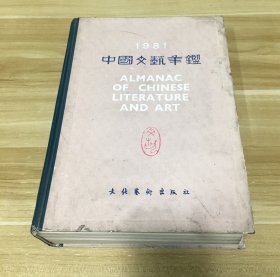 1981
中國文藝年鑑
ALMANAC
OF CHINESE
LITERATURE
AND ART
文化藝術出版社